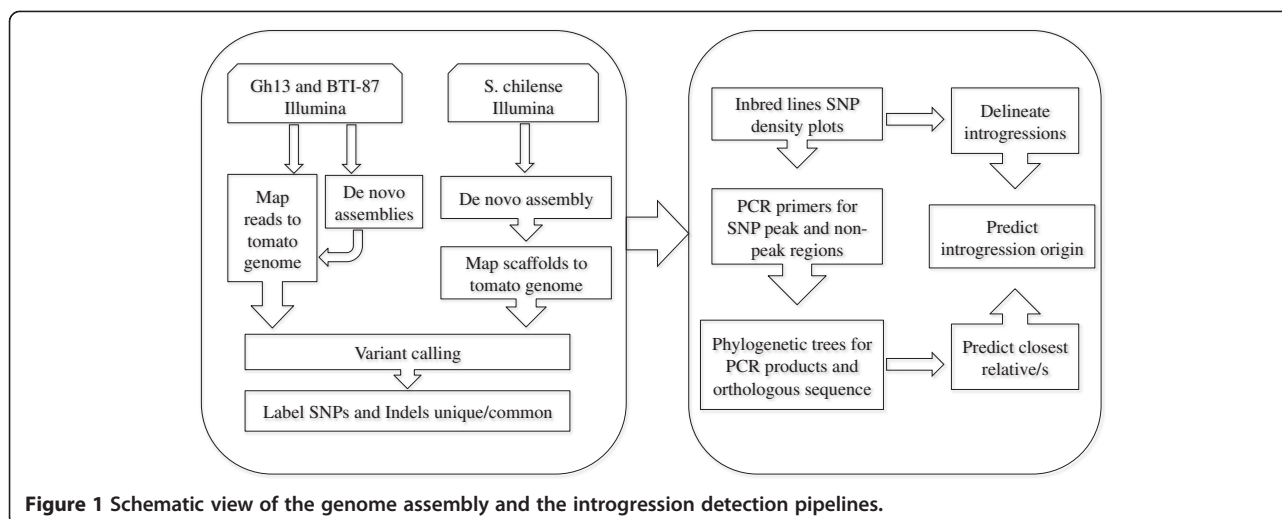 Gh13 and BTI-87
Illumina
S. chilense
Illumina
Map
reads to
tomato
genome
De novo
assemblies
De novo assembly
Map scaffolds to
tomato genome
Variant calling
Label SNPs and Indels unique/common
Inbred lines SNP
density plots
Delineate
introgressions
PCR primers for
SNP peak and non-
peak regions
Predict
introgression origin
Phylogenetic trees for
PCR products and
orthologous sequence
Predict closest
relative/s
Figure 1 Schematic view of the genome assembly and the introgression detection pipelines.